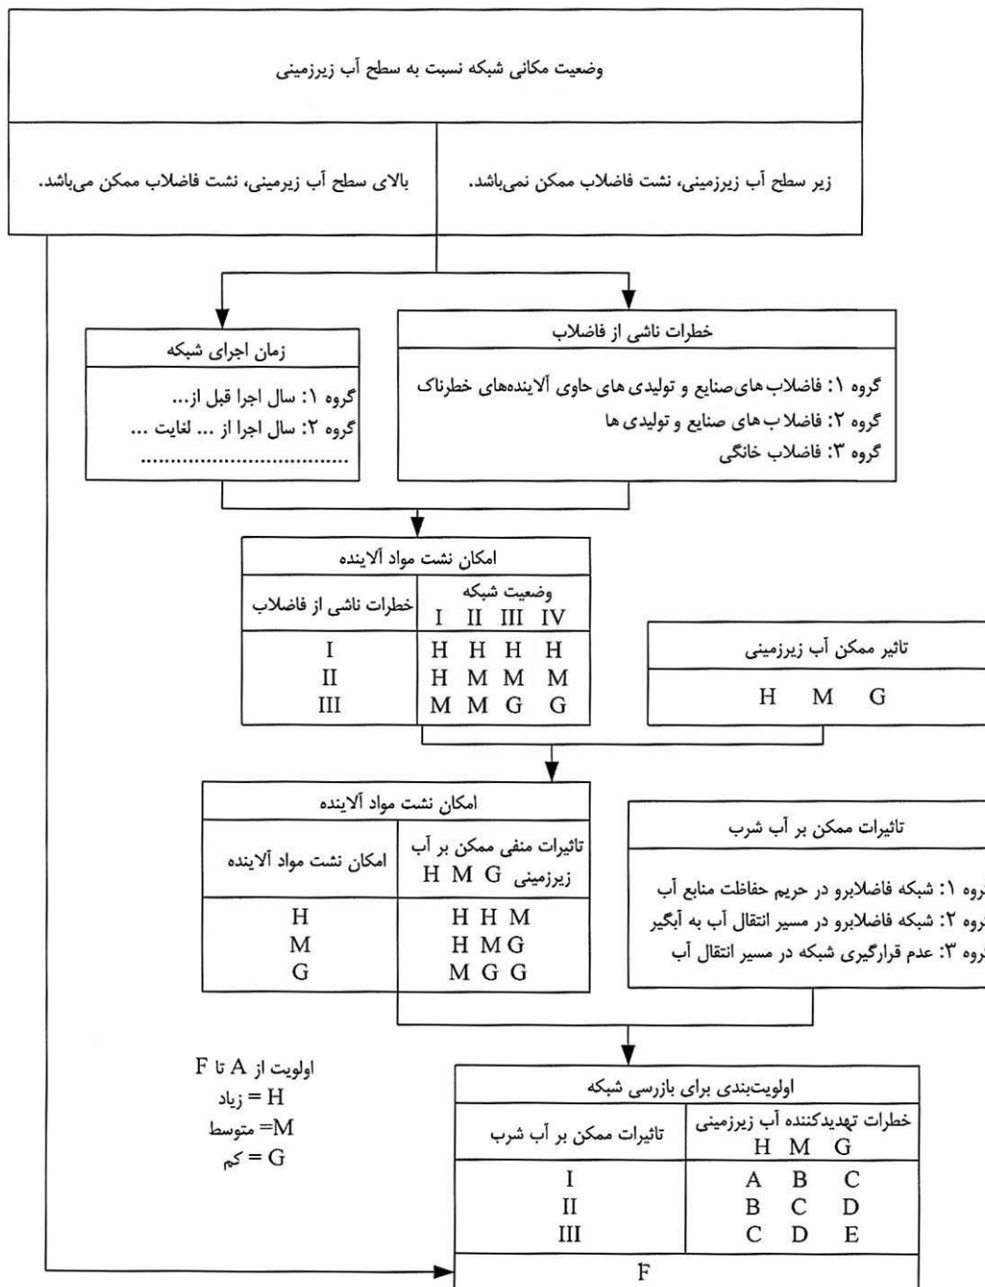 وضعیت مکانی شبکه نسبت به سطح آب زیرزمینی
زیر سطح آب زیرزمینی، نشت فاضلاب ممکن نمی‌باشد.
بالای سطح آب زیرمینی، نشت فاضلاب ممکن می‌باشد.
خطرات ناشی از فاضلاب
گروه ۱: فاضلاب‌های صنایع و تولیدی های حاوی آلاینده‌های خطرناک
گروه ۲: فاضلاب های صنایع و تولیدی ها
گروه ۳: فاضلاب خانگی
زمان اجرای شبکه
گروه ۱: سال اجرا قبل از...
گروه ۲: سال اجرا از ... لغایت ...
...................................
امکان نشت مواد آلاینده
خطرات ناشی از فاضلاب
وضعیت شبکه
I II III IV
I H H H H
II H M M M
III M M G G
تاثیر ممکن آب زیرزمینی
H M G
امکان نشت مواد آلاینده
امکان نشت مواد آلاینده
تاثیرات منفی ممکن بر آب
زیرزمینی H M G
H H H M
M H M G
G M G G
تاثیرات ممکن بر آب شرب
گروه ۱: شبکه فاضلابرو در حریم حفاظت منابع آب
گروه ۲: شبکه فاضلابرو در مسیر انتقال آب به آبگیر
گروه ۳: عدم قرارگیری شبکه در مسیر انتقال آب
اولویت از A تا F
H = زیاد
M= متوسط
G = کم
اولویت‌بندی برای بازرسی شبکه
تاثیرات ممکن بر آب شرب
خطرات تهدیدکننده آب زیرزمینی
H M G
I A B C
II B C D
III C D E
F